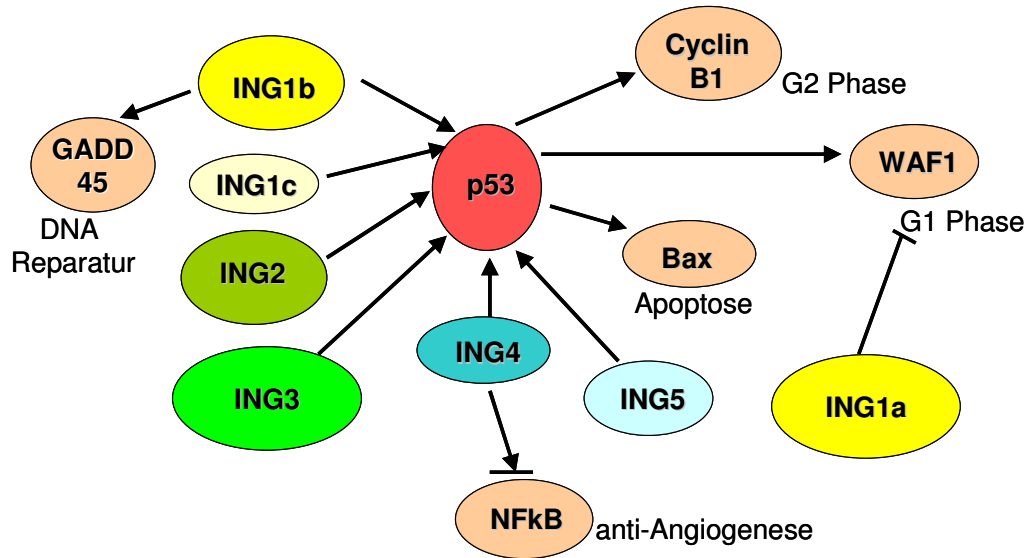 Cyclin
B1
G2 Phase
ING1b
GADD
45
DNA
Reparatur
ING1c
p53
WAF1
G1 Phase
ING2
Bax
Apoptose
ING4
ING3
ING5
ING1a
NFkB
anti-Angiogenese